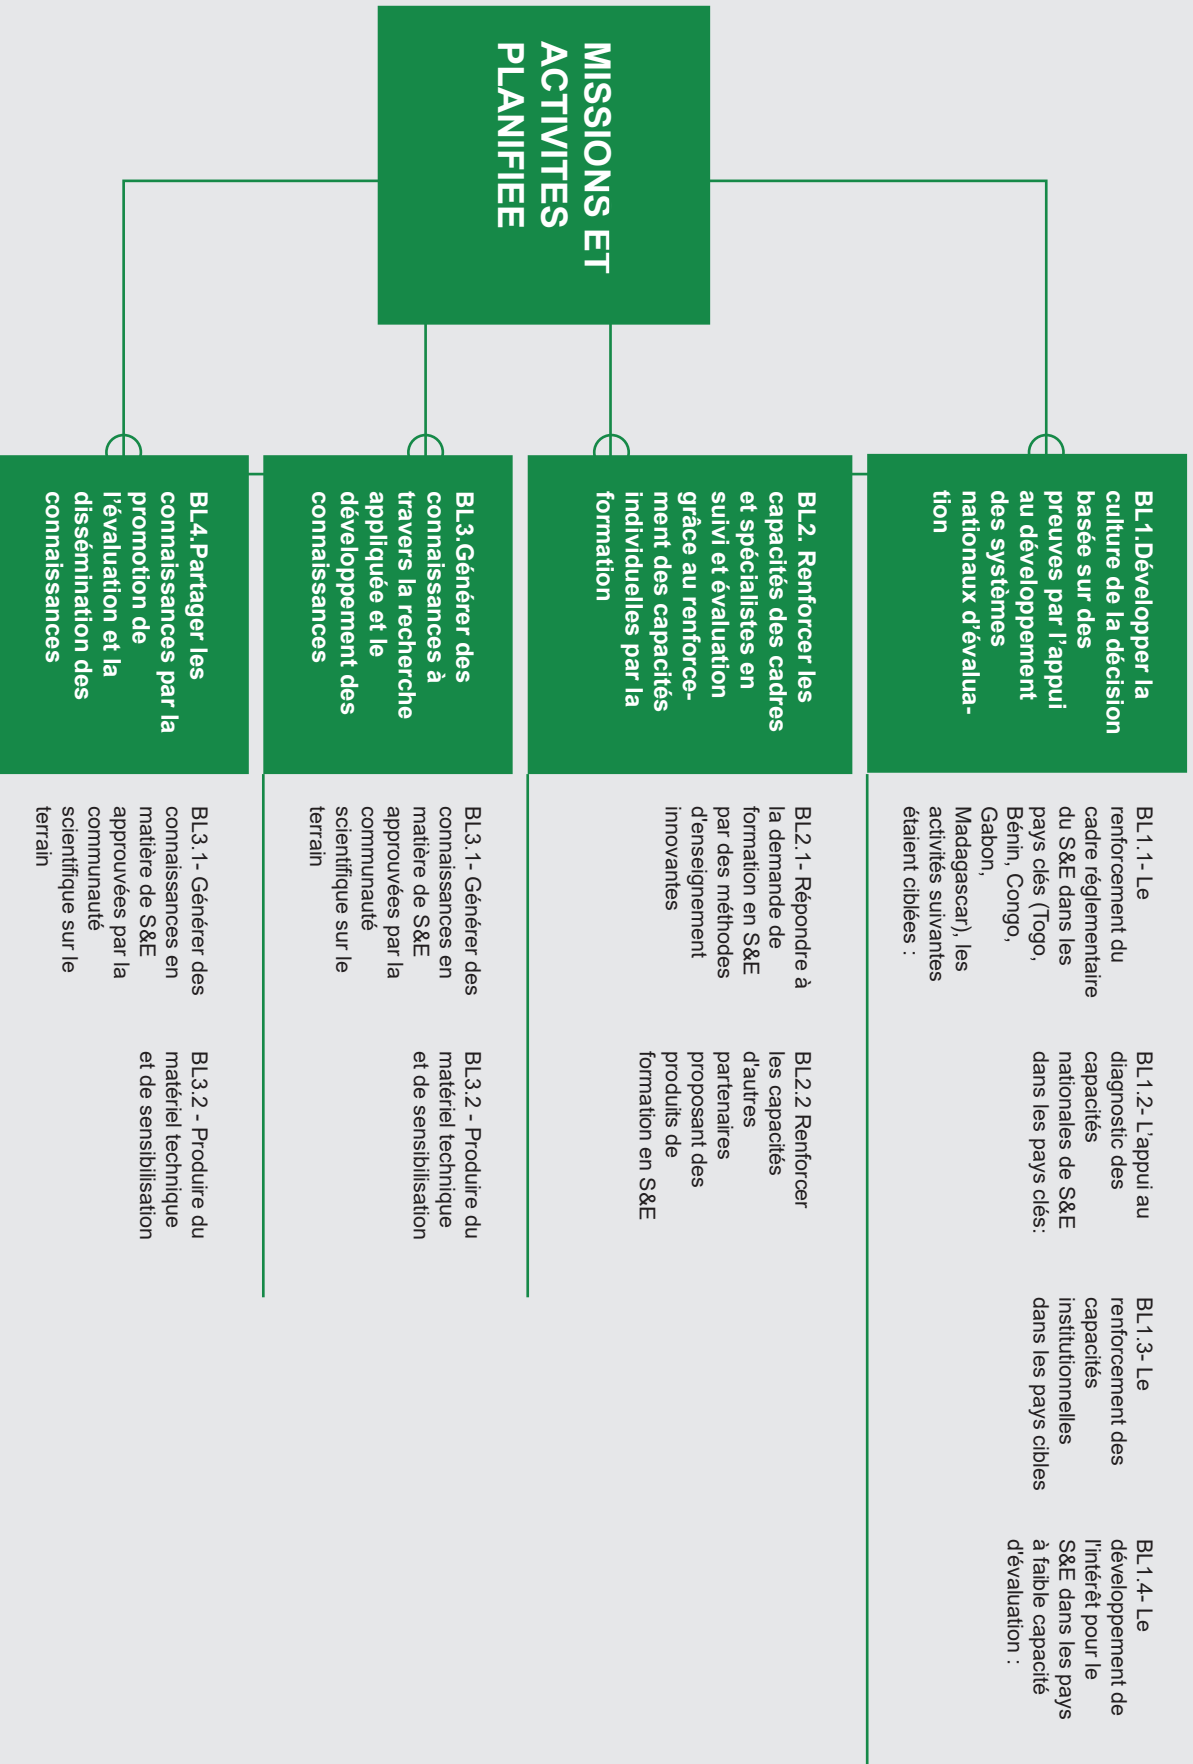 MISSIONS ET
ACTIVITES
PLANIFIEE
BL1.Développer la
culture de la décision
basée sur des
preuves par l'appui
au développement
des systèmes
nationaux d'évalua-
tion
BL1.1- Le
renforcement du
cadre réglementaire
du S&E dans les
pays clés (Togo,
Bénin, Congo,
Gabon,
Madagascar), les
activités suivantes
étaient ciblées :
BL1.2- L'appui au
diagnostic des
capacités
nationales de S&E
dans les pays clés:
BL1.3- Le
renforcement des
capacités
institutionnelles
dans les pays cibles
BL1.4- Le
développement de
l'intérêt pour le
S&E dans les pays
à faible capacité
d'évaluation :
BL2. Renforcer les
capacités des cadres
et spécialistes en
suivi et évaluation
grâce au renforce-
ment des capacités
individuelles par la
formation
BL2.1- Répondre à
la demande de
formation en S&E
par des méthodes
d'enseignement
innovantes
BL2.2 Renforcer
les capacités
d'autres
partenaires
proposant des
produits de
formation en S&E
BL3.Générer des
connaissances à
travers la recherche
appliquée et le
développement des
connaissances
BL3.1- Générer des
connaissances en
matière de S&E
approuvées par la
communauté
scientifique sur le
terrain
BL3.2 - Produire du
matériel technique
et de sensibilisation
BL4.Partager les
connaissances par la
promotion de
l'évaluation et la
dissémination des
connaissances
BL3.1- Générer des
connaissances en
matière de S&E
approuvées par la
communauté
scientifique sur le
terrain
BL3.2 - Produire du
matériel technique
et de sensibilisation